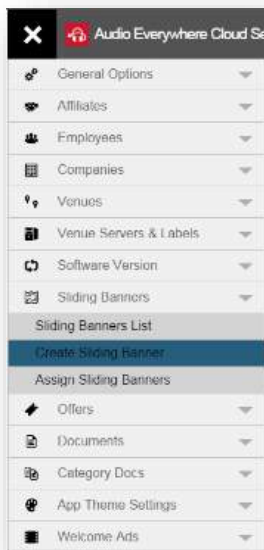 Audio Everywhere Cloud Se
General Options
Affiliates
Employees
Companies
Venues
Venue Servers & Labels
Software Version
Sliding Banners
Sliding Banners List
Create Sliding Banner
Assign Sliding Banners
Offers
Documents
Category Docs
App Theme Settings
Welcome Ads